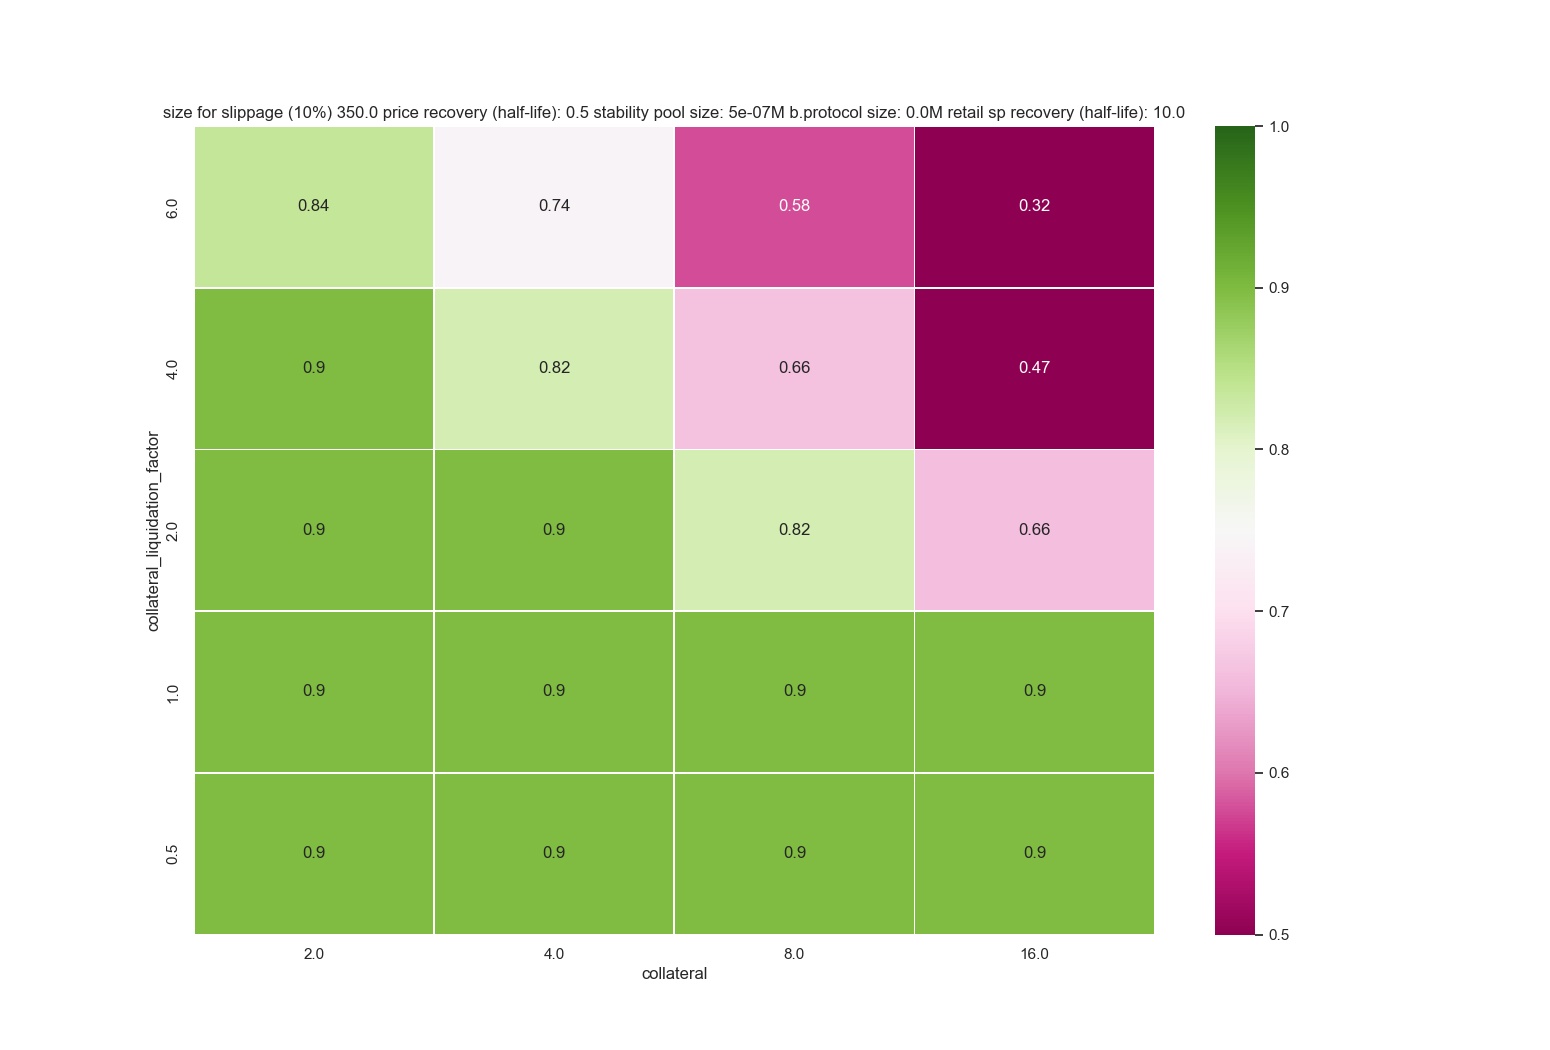 size for slippage (10%) 350.0 price recovery (half-life): 0.5 stability pool size: 5e-07M b.protocol size: 0.0M retail sp recovery (half-life): 10.0
collateral_liquidation_factor
6.0 0.84 0.74 0.58 0.32
4.0 0.9 0.82 0.66 0.47
2.0 0.9 0.9 0.82 0.66
1.0 0.9 0.9 0.9 0.9
0.5 0.9 0.9 0.9 0.9
2.0 4.0 8.0 16.0
collateral
1.0
0.9
0.8
0.7
0.6
0.5